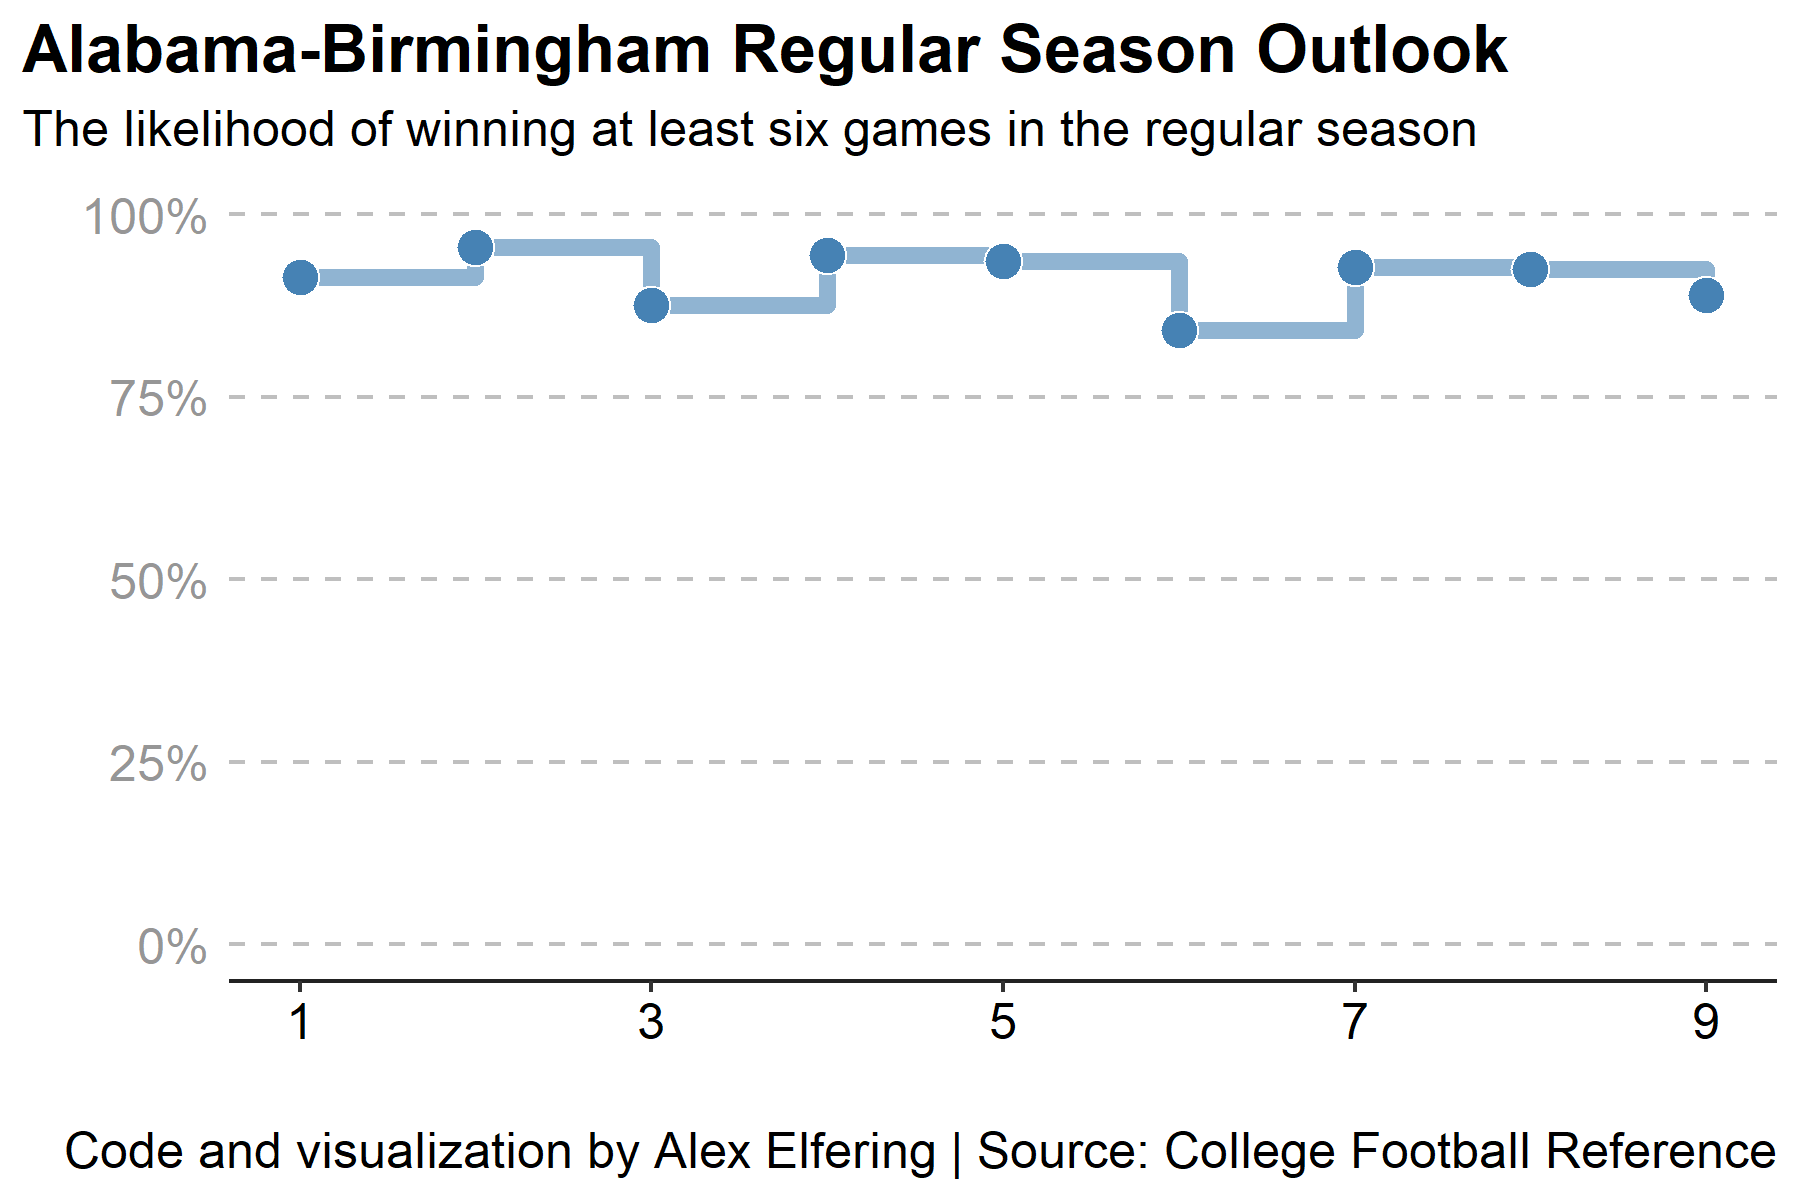 Alabama-Birmingham Regular Season Outlook
The likelihood of winning at least six games in the regular season
100%
75%
50%
25%
0%
1 3 5 7 9
Code and visualization by Alex Elfering | Source: College Football Reference